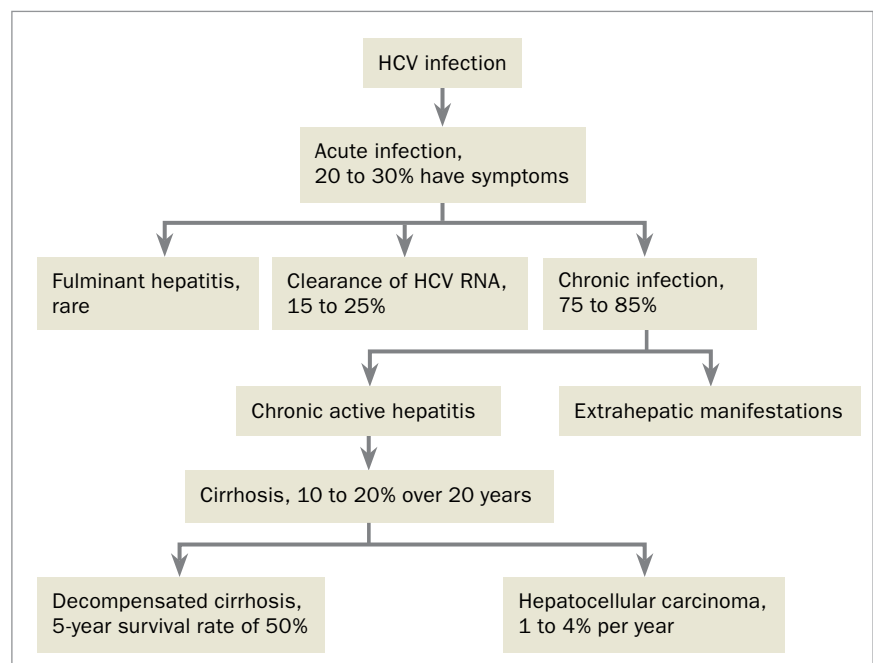 HCV infection
Acute infection,
20 to 30% have symptoms
Fulminant hepatitis,
rare
Clearance of HCV RNA,
15 to 25%
Chronic infection,
75 to 85%
Chronic active hepatitis
Extrahepatic manifestations
Cirrhosis, 10 to 20% over 20 years
Decompensated cirrhosis,
5-year survival rate of 50%
Hepatocellular carcinoma,
1 to 4% per year